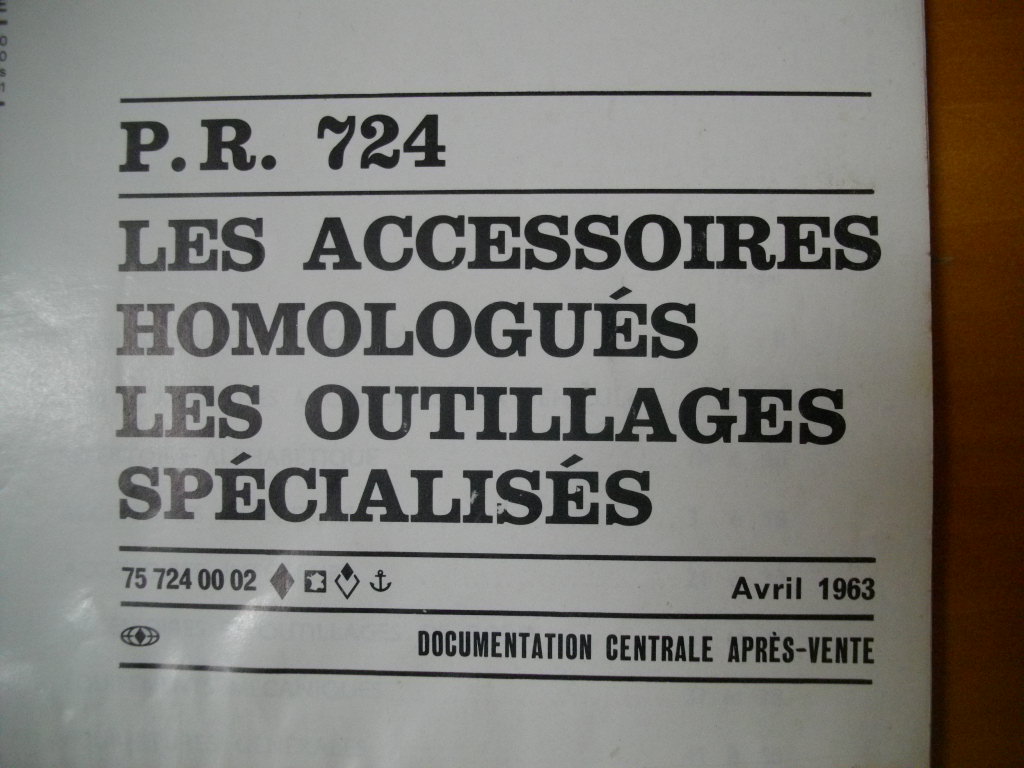 P.R. 724
LES ACCESSOIRES
HOMOLOGUÉS
LES OUTILLAGES
SPÉCIALISÉS
75 724 00 02
Avril 1963
DOCUMENTATION CENTRALE APRÈS-VENTE